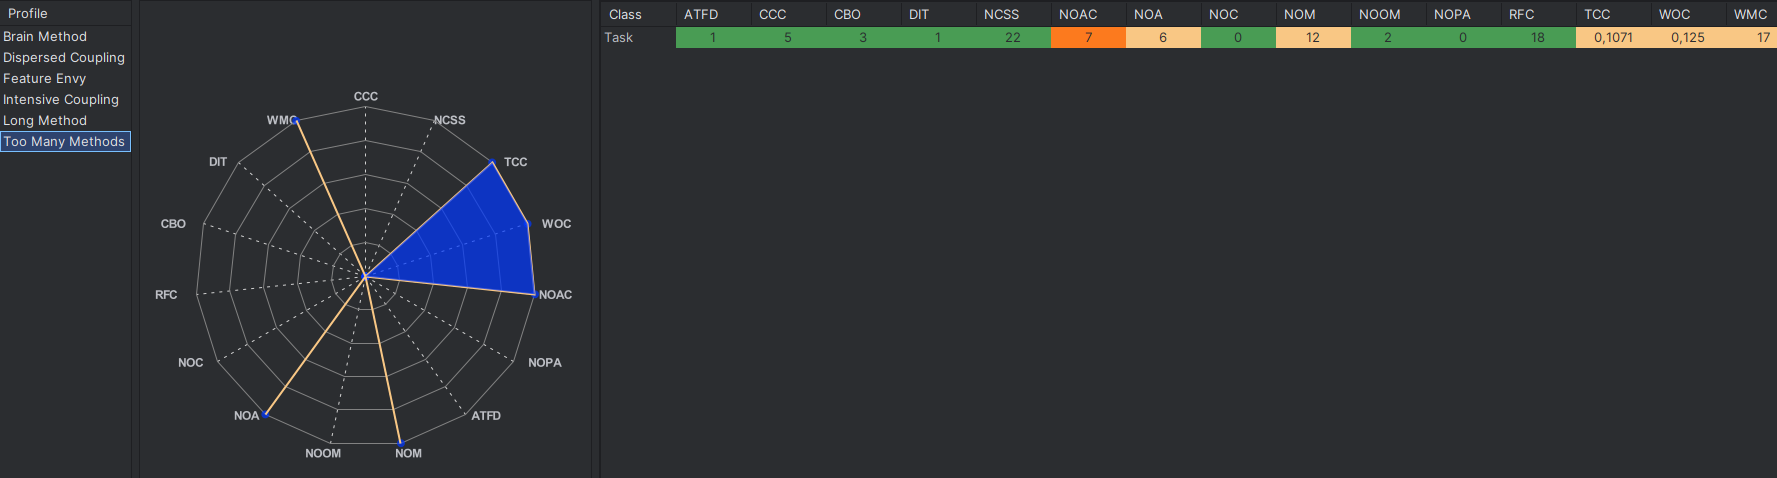 Profile
Brain Method
Dispersed Coupling
Feature Envy
Intensive Coupling
Long Method
Too Many Methods
CCC
WMC
NCSS
DIT
TCC
CBO
WOC
RFC
NOAC
NOC
NOPA
NOA
ATFD
NOOM
NOM
Class ATFD CCC CBO DIT NCSS NOAC NOA NOC NOM NOOM NOPA RFC TCC WOC WMC
Task 1 5 3 1 22 7 6 0 12 2 0 18 0,1071 0,125 17